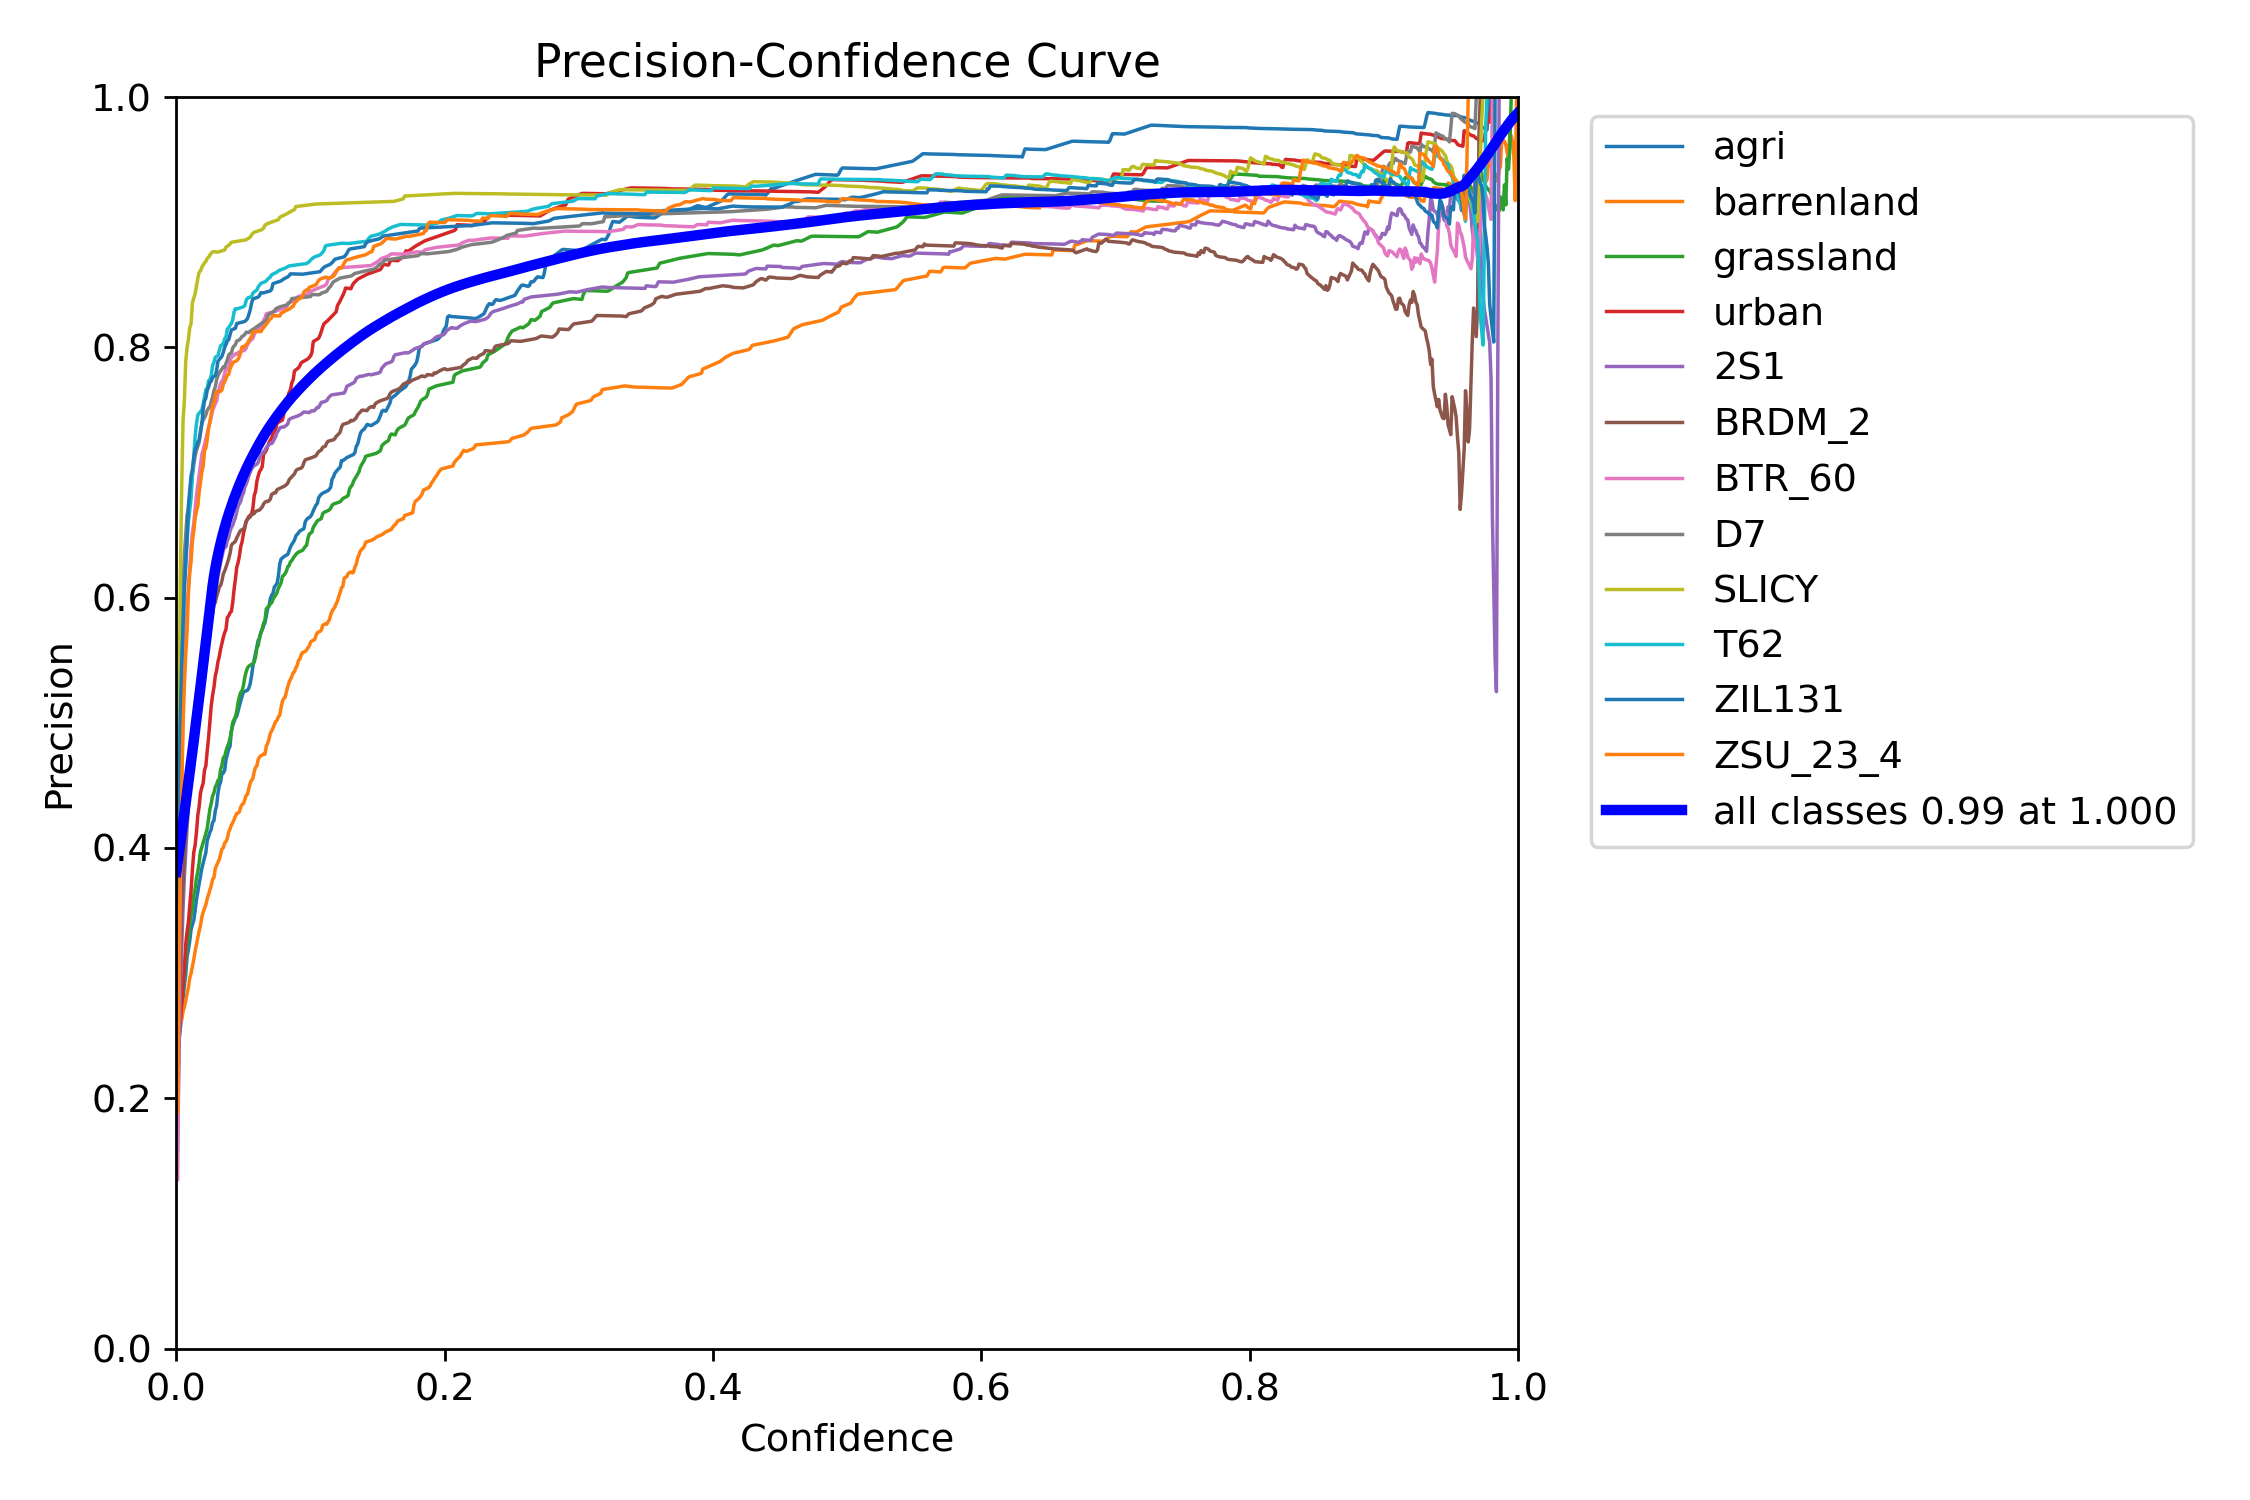 Precision-Confidence Curve
1.0
0.8
0.6
0.4
0.2
0.0
Precision
0.0 0.2 0.4 0.6 0.8 1.0
Confidence
agri
barrenland
grassland
urban
2S1
BRDM_2
BTR_60
D7
SLICY
T62
ZIL131
ZSU_23_4
all classes 0.99 at 1.000